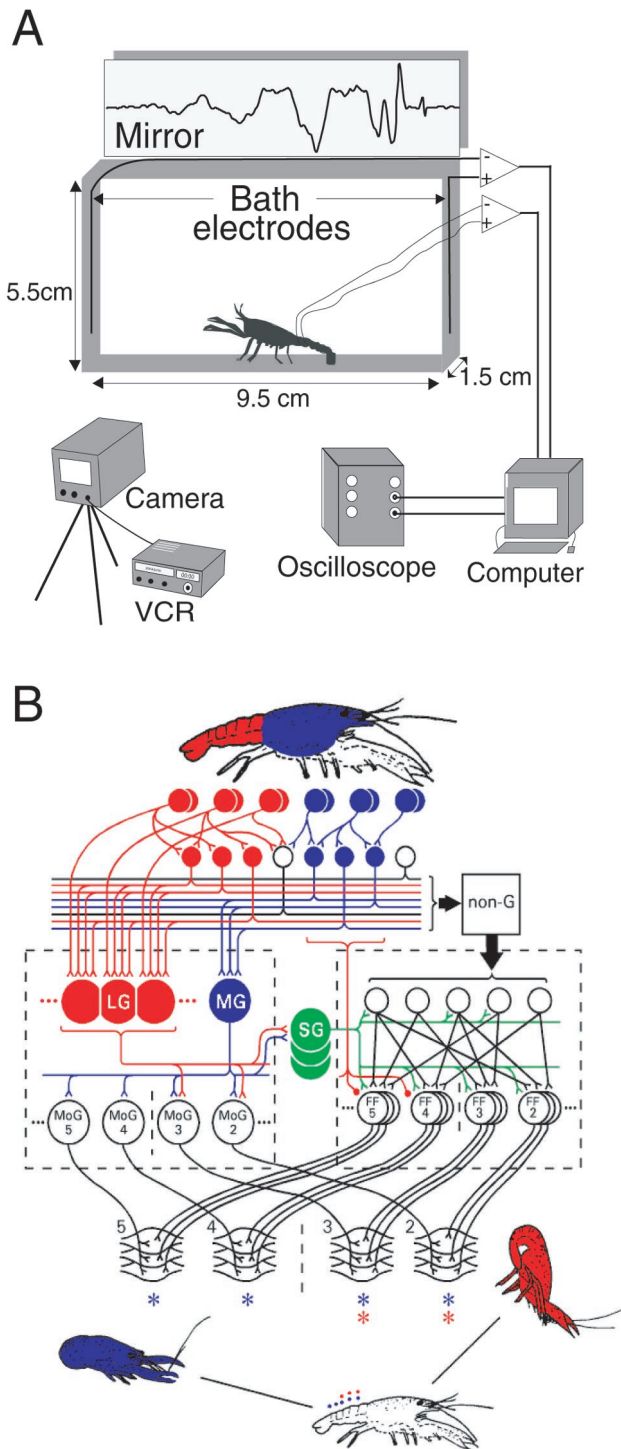 A
Mirror
Bath
electrodes
-
+
-
+
5.5cm
1.5 cm
9.5 cm
Camera
VCR
Oscilloscope
Computer
B
non-G
LG
MG
SG
MoG
5
MoG
4
MoG
3
MoG
2
FF
5
FF
4
FF
3
FF
2
5
4
3
2
* * * *
* *